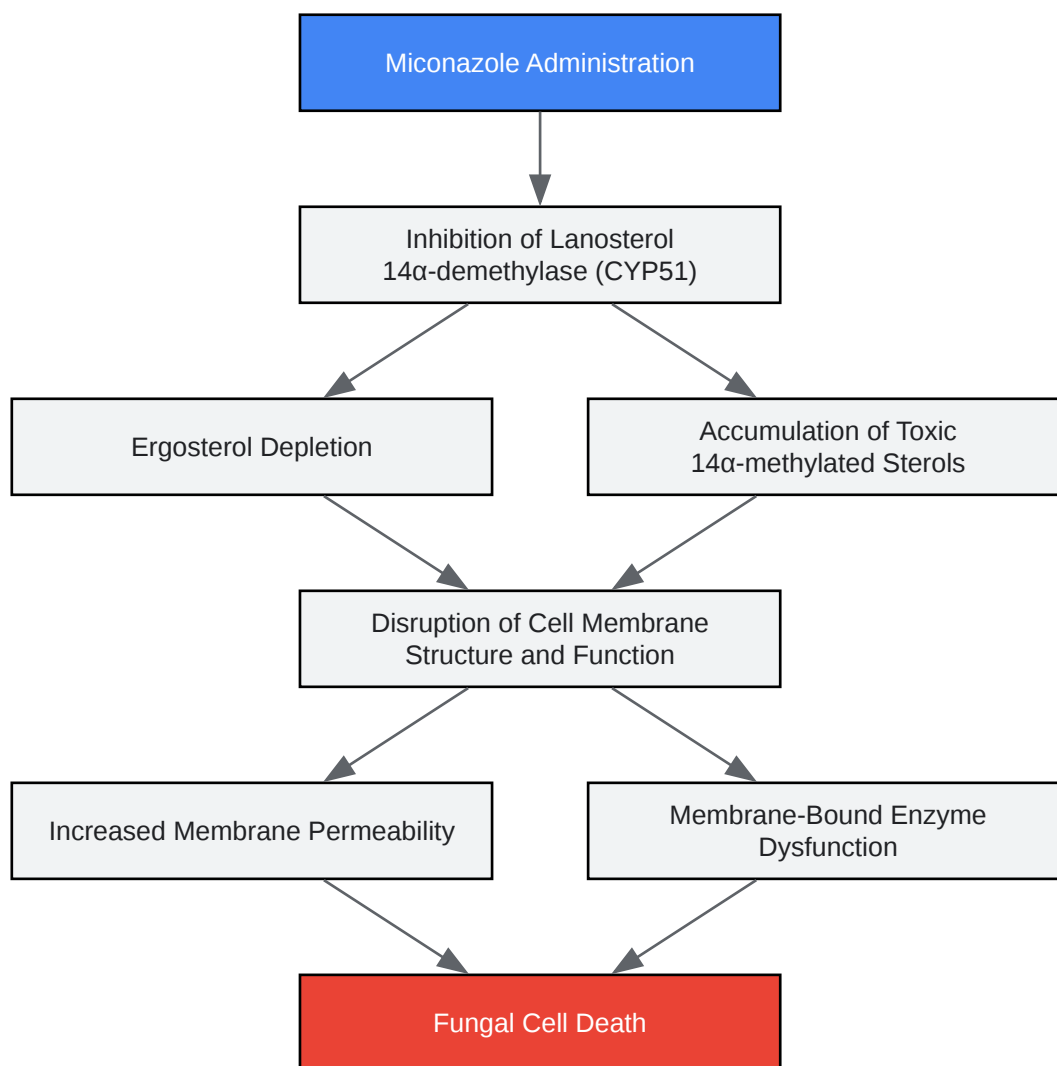 Miconazole Administration
Inhibition of Lanosterol
14α-demethylase (CYP51)
Ergosterol Depletion
Accumulation of Toxic
14α-methylated Sterols
Disruption of Cell Membrane
Structure and Function
Increased Membrane Permeability
Membrane-Bound Enzyme
Dysfunction
Fungal Cell Death